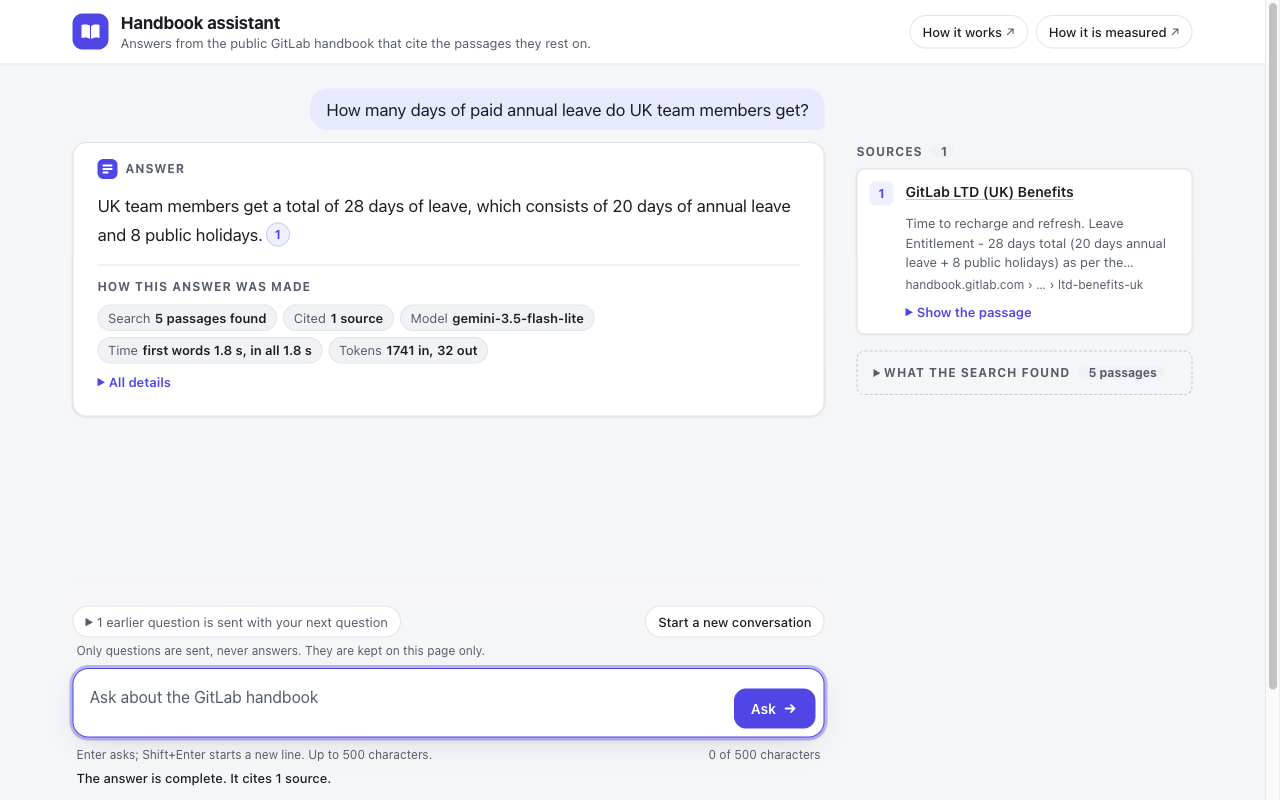 Handbook assistant
Answers from the public GitLab handbook that cite the passages they rest on.
How it works ↗
How it is measured ↗
How many days of paid annual leave do UK team members get?
ANSWER
UK team members get a total of 28 days of leave, which consists of 20 days of annual leave
and 8 public holidays. 1
HOW THIS ANSWER WAS MADE
Search 5 passages found
Cited 1 source
Model gemini-3.5-flash-lite
Time first words 1.8 s, in all 1.8 s
Tokens 1741 in, 32 out
All details
SOURCES 1
1 GitLab LTD (UK) Benefits
Time to recharge and refresh. Leave
Entitlement - 28 days total (20 days annual
leave + 8 public holidays) as per the…
handbook.gitlab.com › … › ltd-benefits-uk
Show the passage
WHAT THE SEARCH FOUND 5 passages
1 earlier question is sent with your next question
Start a new conversation
Only questions are sent, never answers. They are kept on this page only.
Ask about the GitLab handbook
Ask →
Enter asks; Shift+Enter starts a new line. Up to 500 characters.
0 of 500 characters
The answer is complete. It cites 1 source.